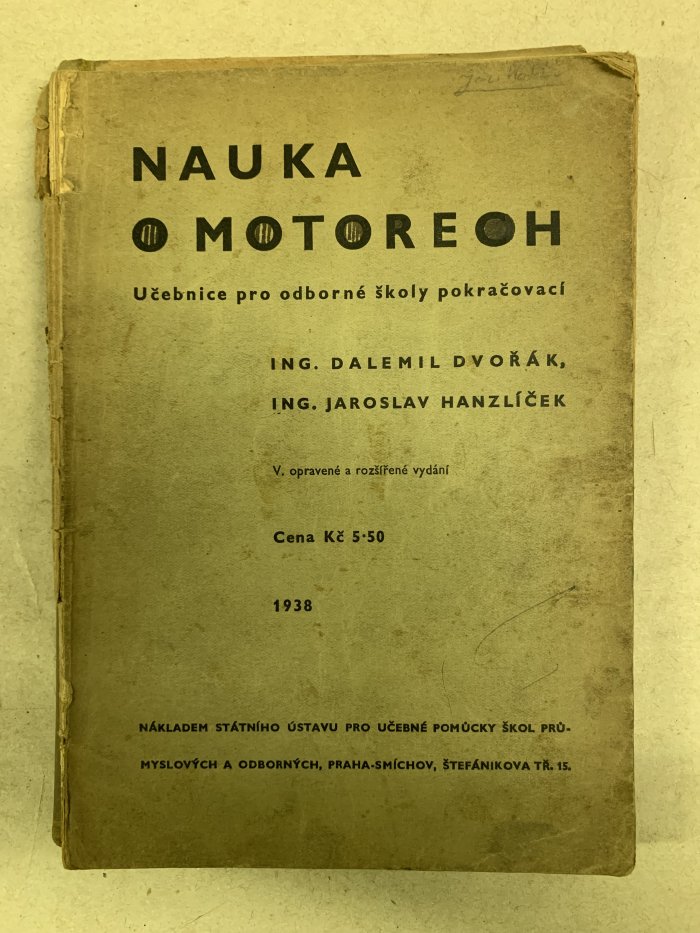 NAUKA
O MOTORECH
Učebnice pro odborné školy pokračovací
ING. DALEMIL DVOŘÁK,
ING. JAROSLAV HANZLÍČEK
V. opravené a rozšířené vydání
Cena Kč 5·50
1938
NÁKLADEM STÁTNÍHO ÚSTAVU PRO UČEBNÉ POMŮCKY ŠKOL PRŮ-
MYSLOVÝCH A ODBORNÝCH, PRAHA-SMÍCHOV, ŠTEFÁNIKOVA TŘ. 15.